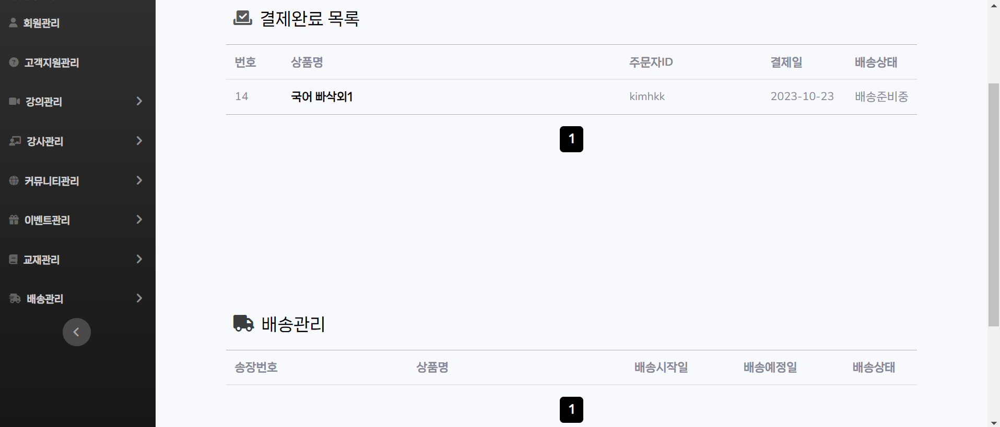 회원관리
고객지원관리
강의관리
강사관리
커뮤니티관리
이벤트관리
교재관리
배송관리
결제완료 목록
번호 상품명 주문자ID 결제일 배송상태
14 국어 빠삭외1 kimhkk 2023-10-23 배송준비중
1
배송관리
송장번호 상품명 배송시작일 배송예정일 배송상태
1